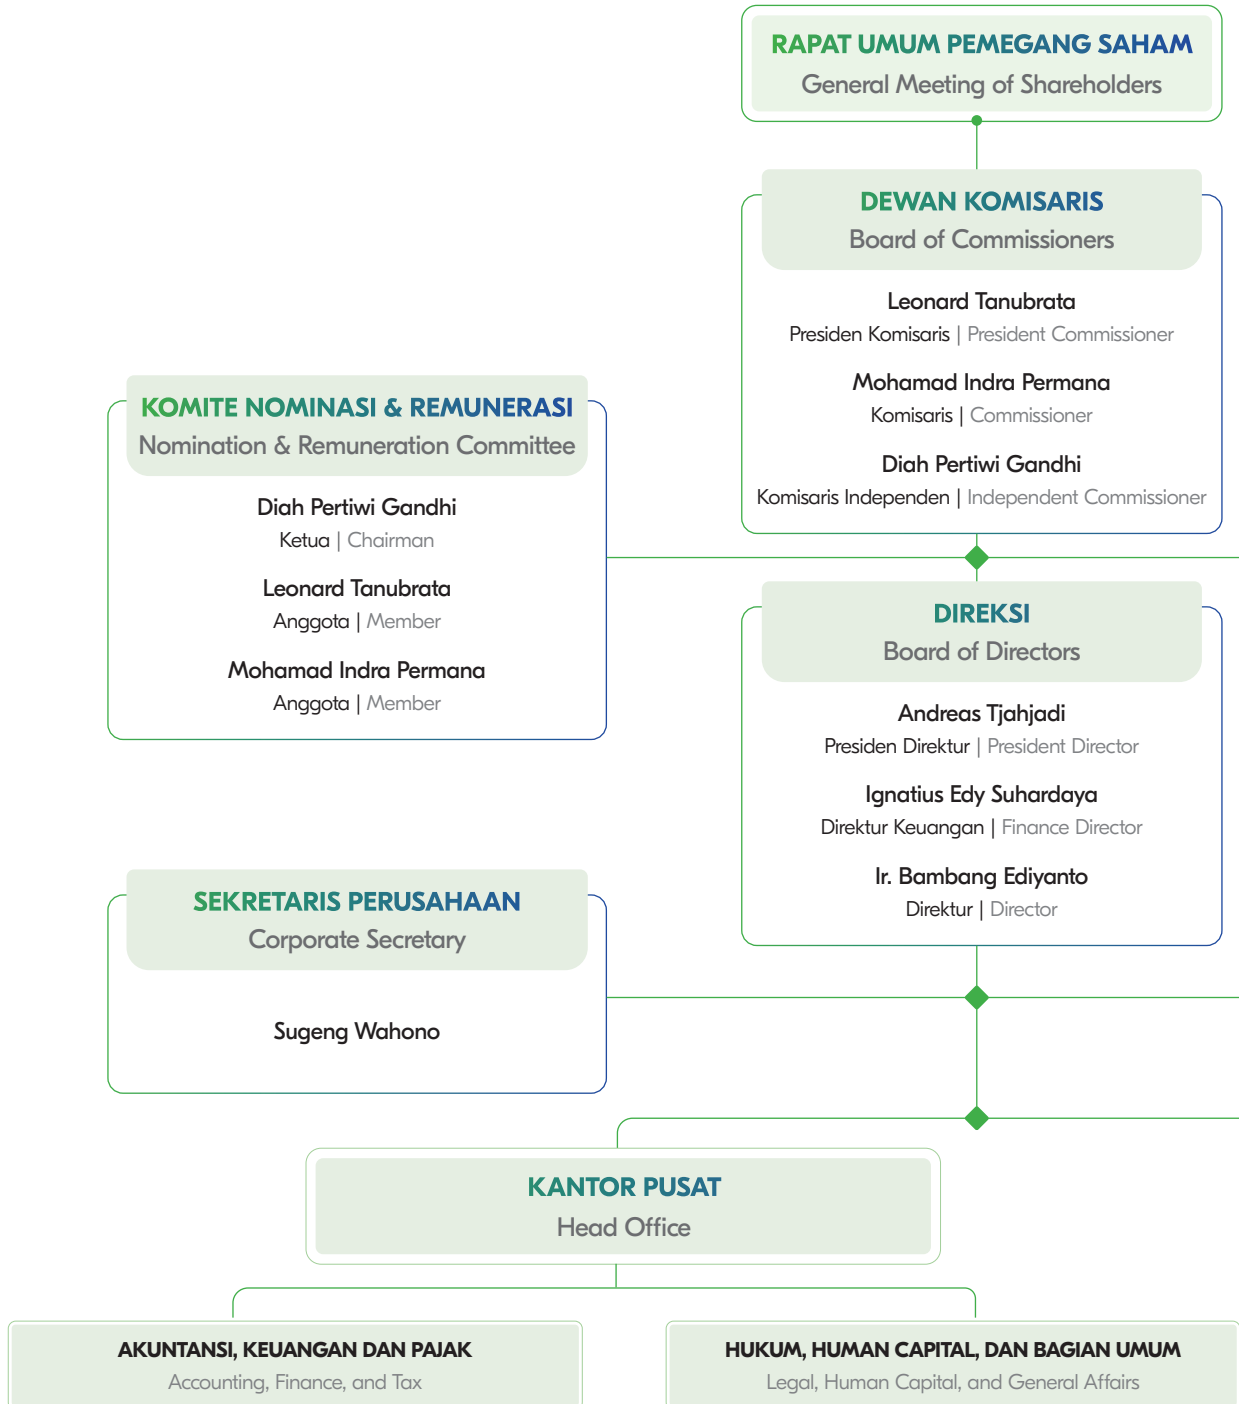 RAPAT UMUM PEMEGANG SAHAM
General Meeting of Shareholders
DEWAN KOMISARIS
Board of Commissioners
Leonard Tanubrata
Presiden Komisaris | President Commissioner
Mohamad Indra Permana
Komisaris | Commissioner
Diah Pertiwi Gandhi
Komisaris Independen | Independent Commissioner
KOMITE NOMINASI & REMUNERASI
Nomination & Remuneration Committee
Diah Pertiwi Gandhi
Ketua | Chairman
Leonard Tanubrata
Anggota | Member
Mohamad Indra Permana
Anggota | Member
DIREKSI
Board of Directors
Andreas Tjahjadi
Presiden Direktur | President Director
Ignatius Edy Suhardaya
Direktur Keuangan | Finance Director
Ir. Bambang Ediyanto
Direktur | Director
SEKRETARIS PERUSAHAAN
Corporate Secretary
Sugeng Wahono
KANTOR PUSAT
Head Office
AKUNTANSI, KEUANGAN DAN PAJAK
Accounting, Finance, and Tax
HUKUM, HUMAN CAPITAL, DAN BAGIAN UMUM
Legal, Human Capital, and General Affairs